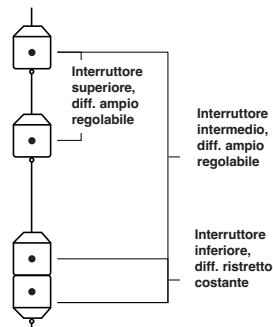 Interruttore
superiore,
diff. ampio
regolabile
Interruttore
intermedio,
diff. ampio
regolabile
Interruttore
inferiore,
diff. ristretto
costante